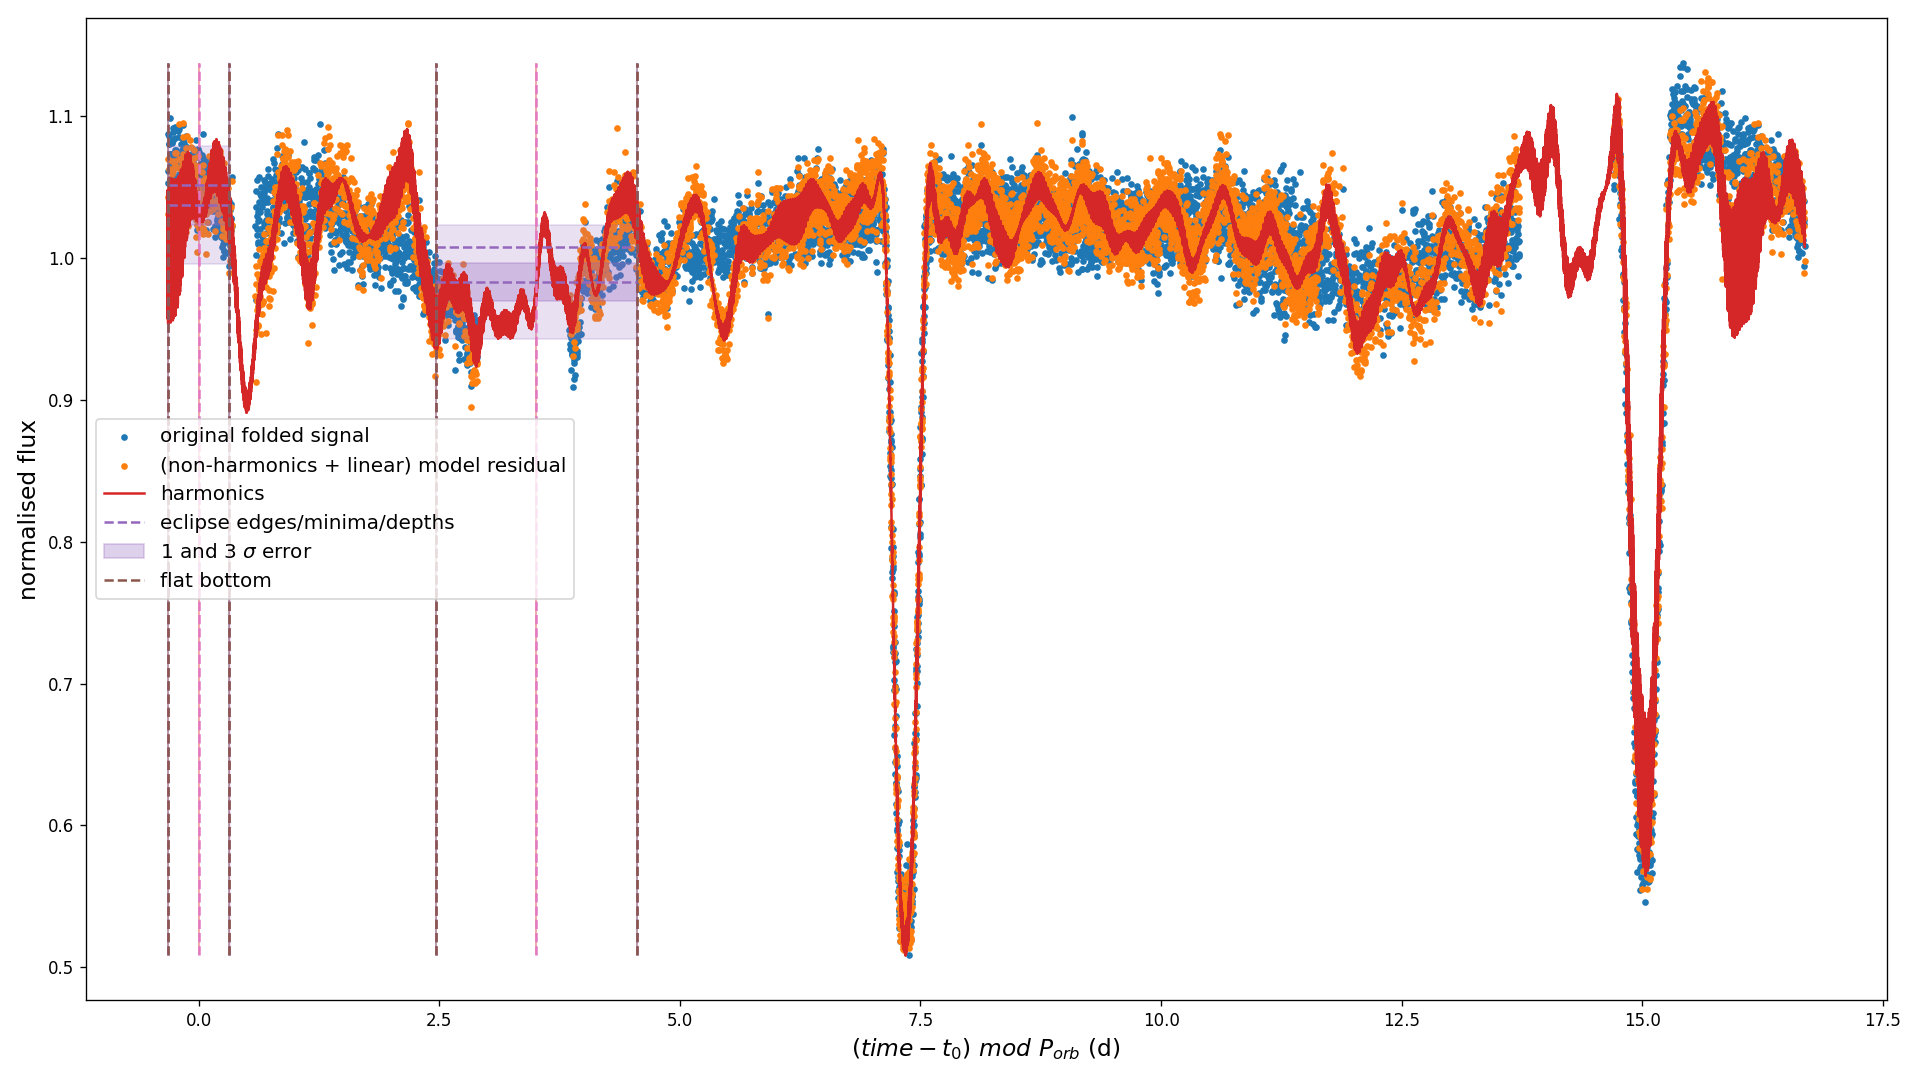 normalised flux
1.1
1.0
0.9
0.8
0.7
0.6
0.5
original folded signal
(non-harmonics + linear) model residual
harmonics
eclipse edges/minima/depths
1 and 3 σ error
flat bottom
0.0 2.5 5.0 7.5 10.0 12.5 15.0 17.5
(time − t₀) mod P_orb (d)